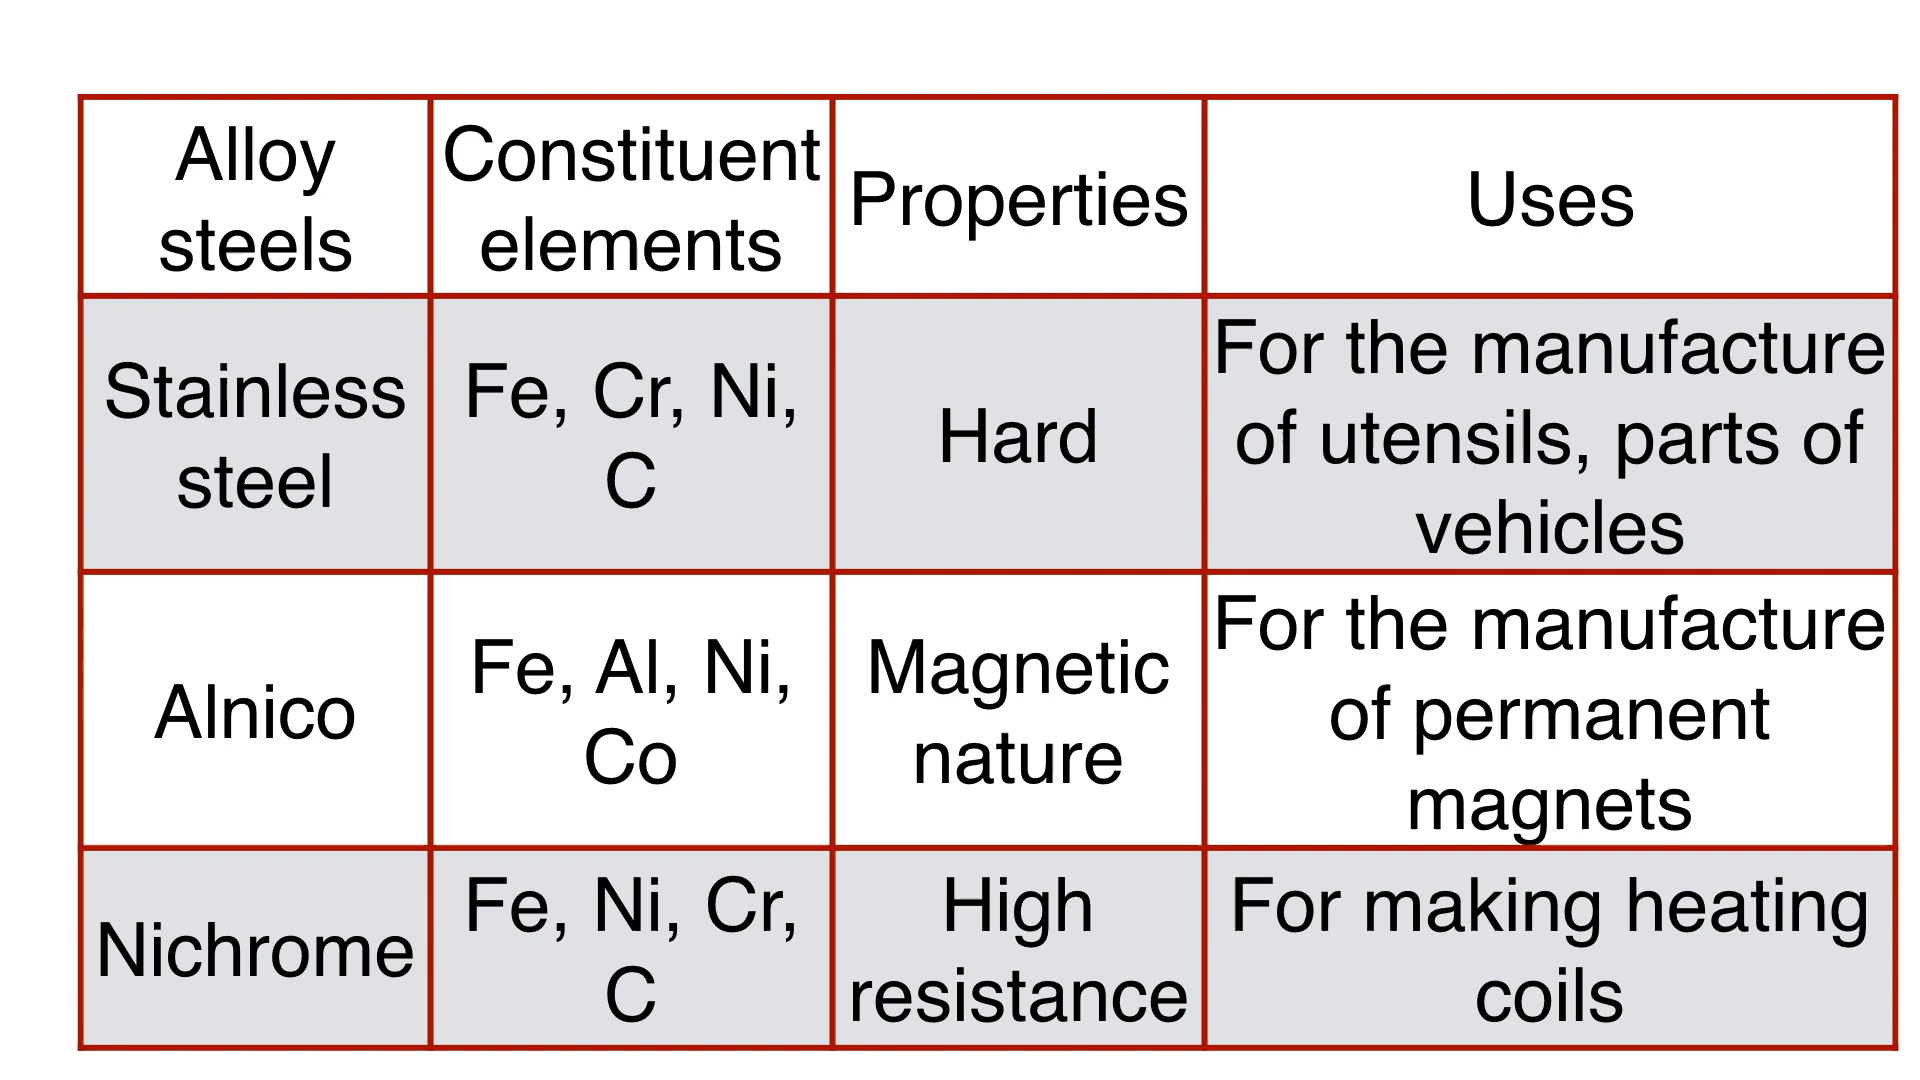 Alloy
steels
Constituent
elements
Properties
Uses
Stainless
steel
Fe, Cr, Ni,
C
Hard
For the manufacture
of utensils, parts of
vehicles
Alnico
Fe, Al, Ni,
Co
Magnetic
nature
For the manufacture
of permanent
magnets
Nichrome
Fe, Ni, Cr,
C
High
resistance
For making heating
coils